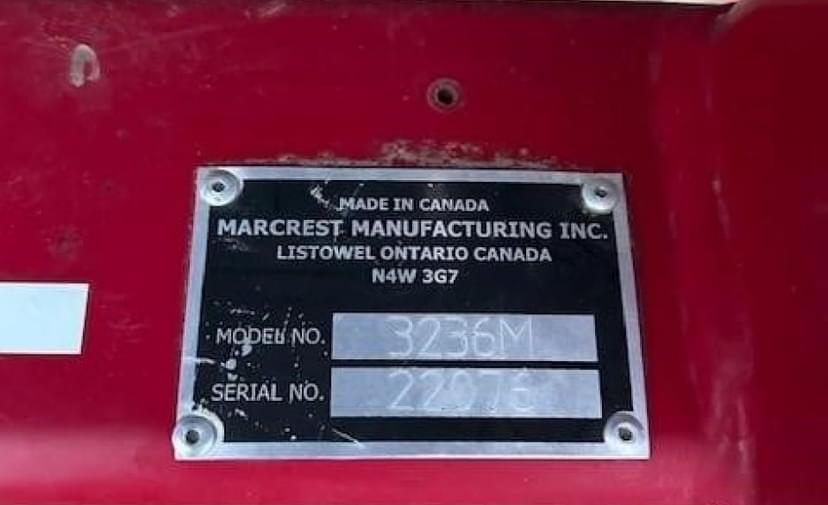 MADE IN CANADA
MARCREST MANUFACTURING INC.
LISTOWEL ONTARIO CANADA
N4W 3G7
MODEL NO. 3236M
SERIAL NO.